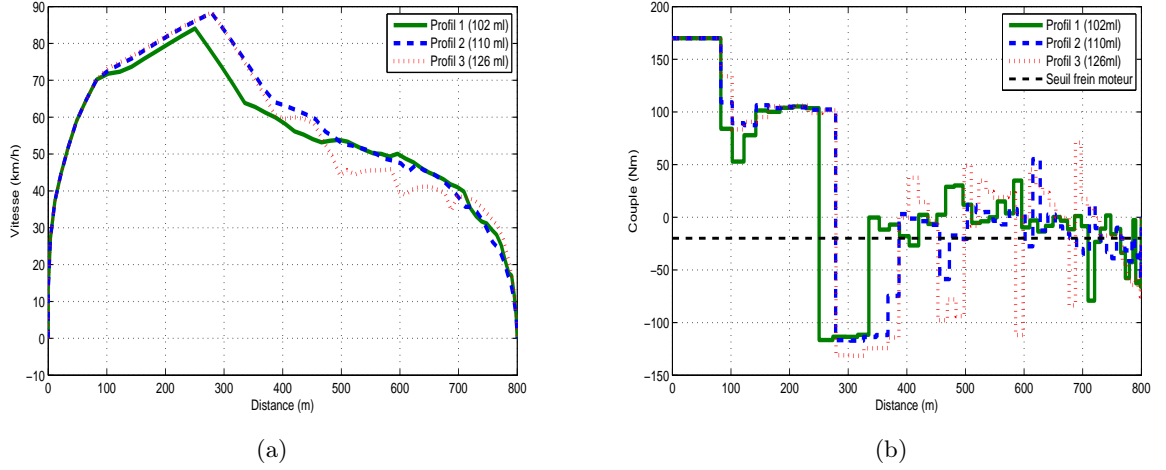 100
90
80
70
60
50
40
30
20
10
0
−10
0
100
200
300
400
500
600
700
800
Vitesse (km/h)
Distance (m)
Profil 1 (102 ml)
Profil 2 (110 ml)
Profil 3 (126 ml)
(a)
200
150
100
50
0
−50
−100
−150
0
100
200
300
400
500
600
700
800
Couple (Nm)
Distance (m)
Profil 1 (102ml)
Profil 2 (110ml)
Profil 3 (126ml)
Seuil frein moteur
(b)